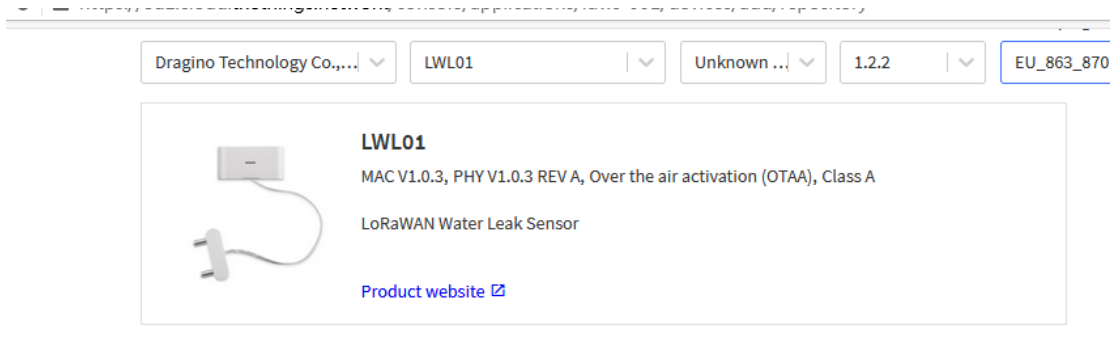 Dragino Technology Co.,... LWL01 Unknown ... 1.2.2 EU_863_870
LWL01
MAC V1.0.3, PHY V1.0.3 REV A, Over the air activation (OTAA), Class A
LoRaWAN Water Leak Sensor
Product website